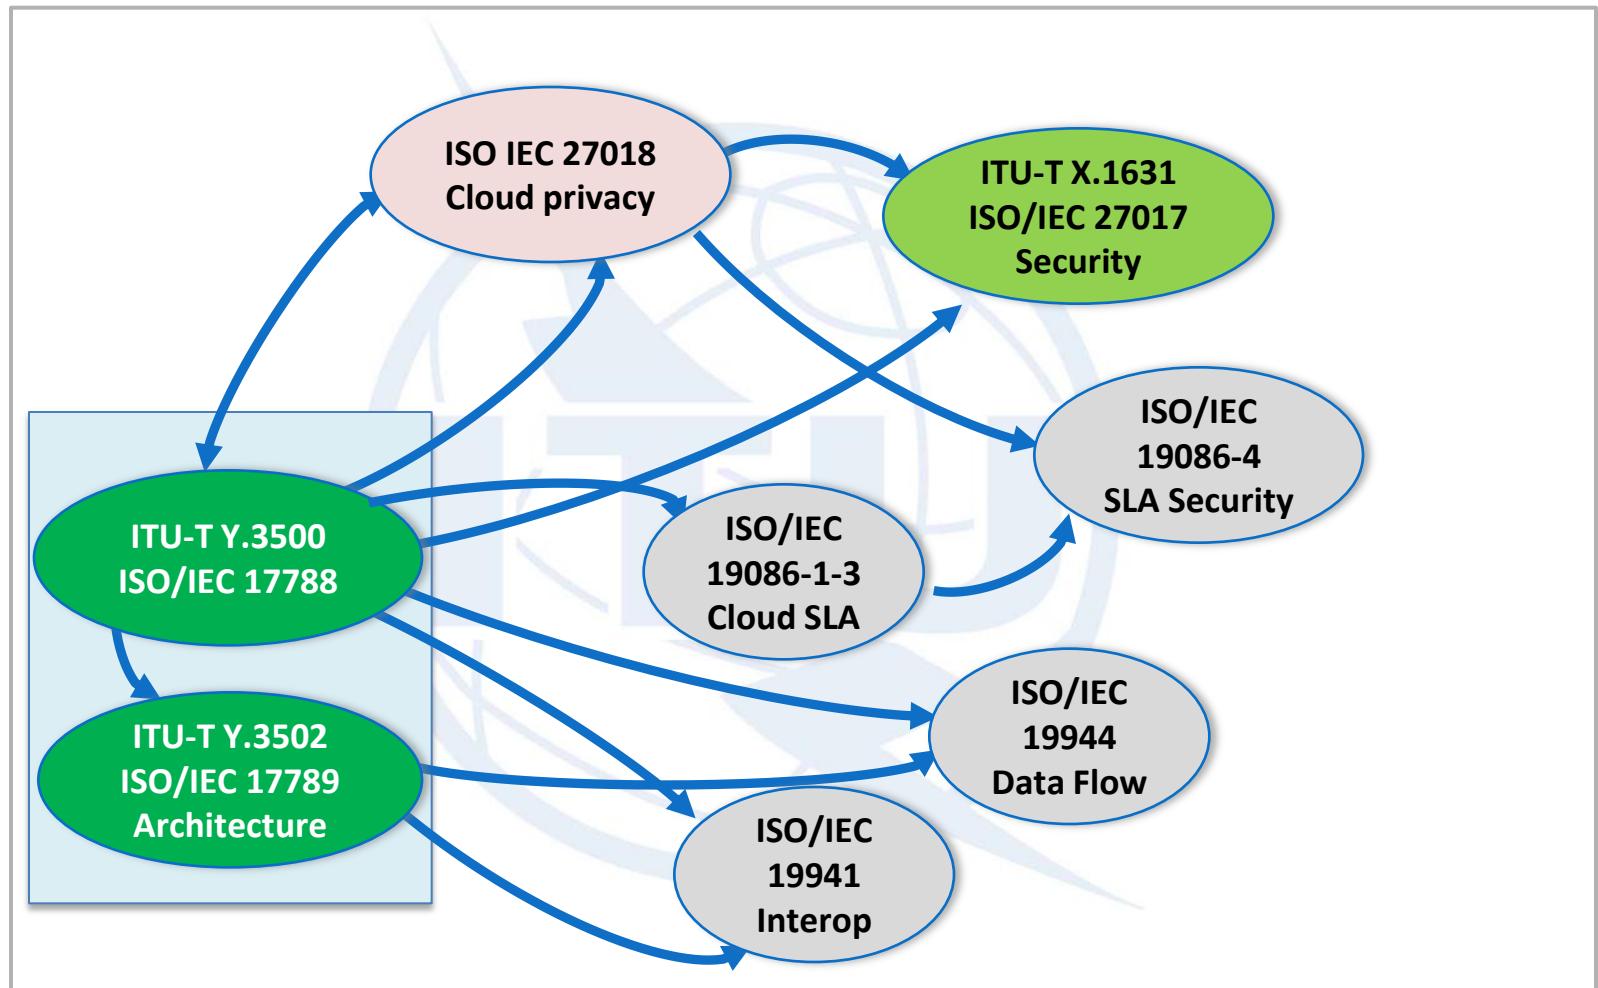 ISO IEC 27018
Cloud privacy
ITU-T X.1631
ISO/IEC 27017
Security
ISO/IEC
19086-4
SLA Security
ITU-T Y.3500
ISO/IEC 17788
ISO/IEC
19086-1-3
Cloud SLA
ITU-T Y.3502
ISO/IEC 17789
Architecture
ISO/IEC
19944
Data Flow
ISO/IEC
19941
Interop
ITU